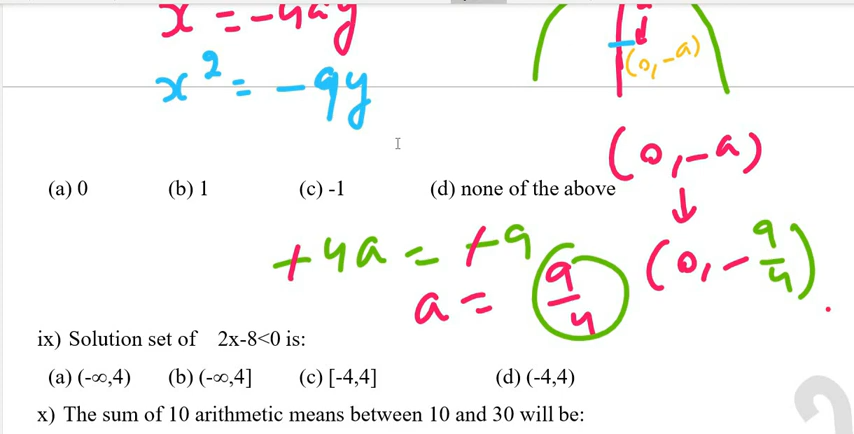 x = -4ay
x² = -9y
(0,-a)
(0,-a)
(a) 0 (b) 1 (c) -1 (d) none of the above
↓
+4a = +9
(0,-9/4).
a = 9/4
ix) Solution set of 2x-8<0 is:
(a) (-∞,4) (b) (-∞,4] (c) [-4,4] (d) (-4,4)
x) The sum of 10 arithmetic means between 10 and 30 will be: